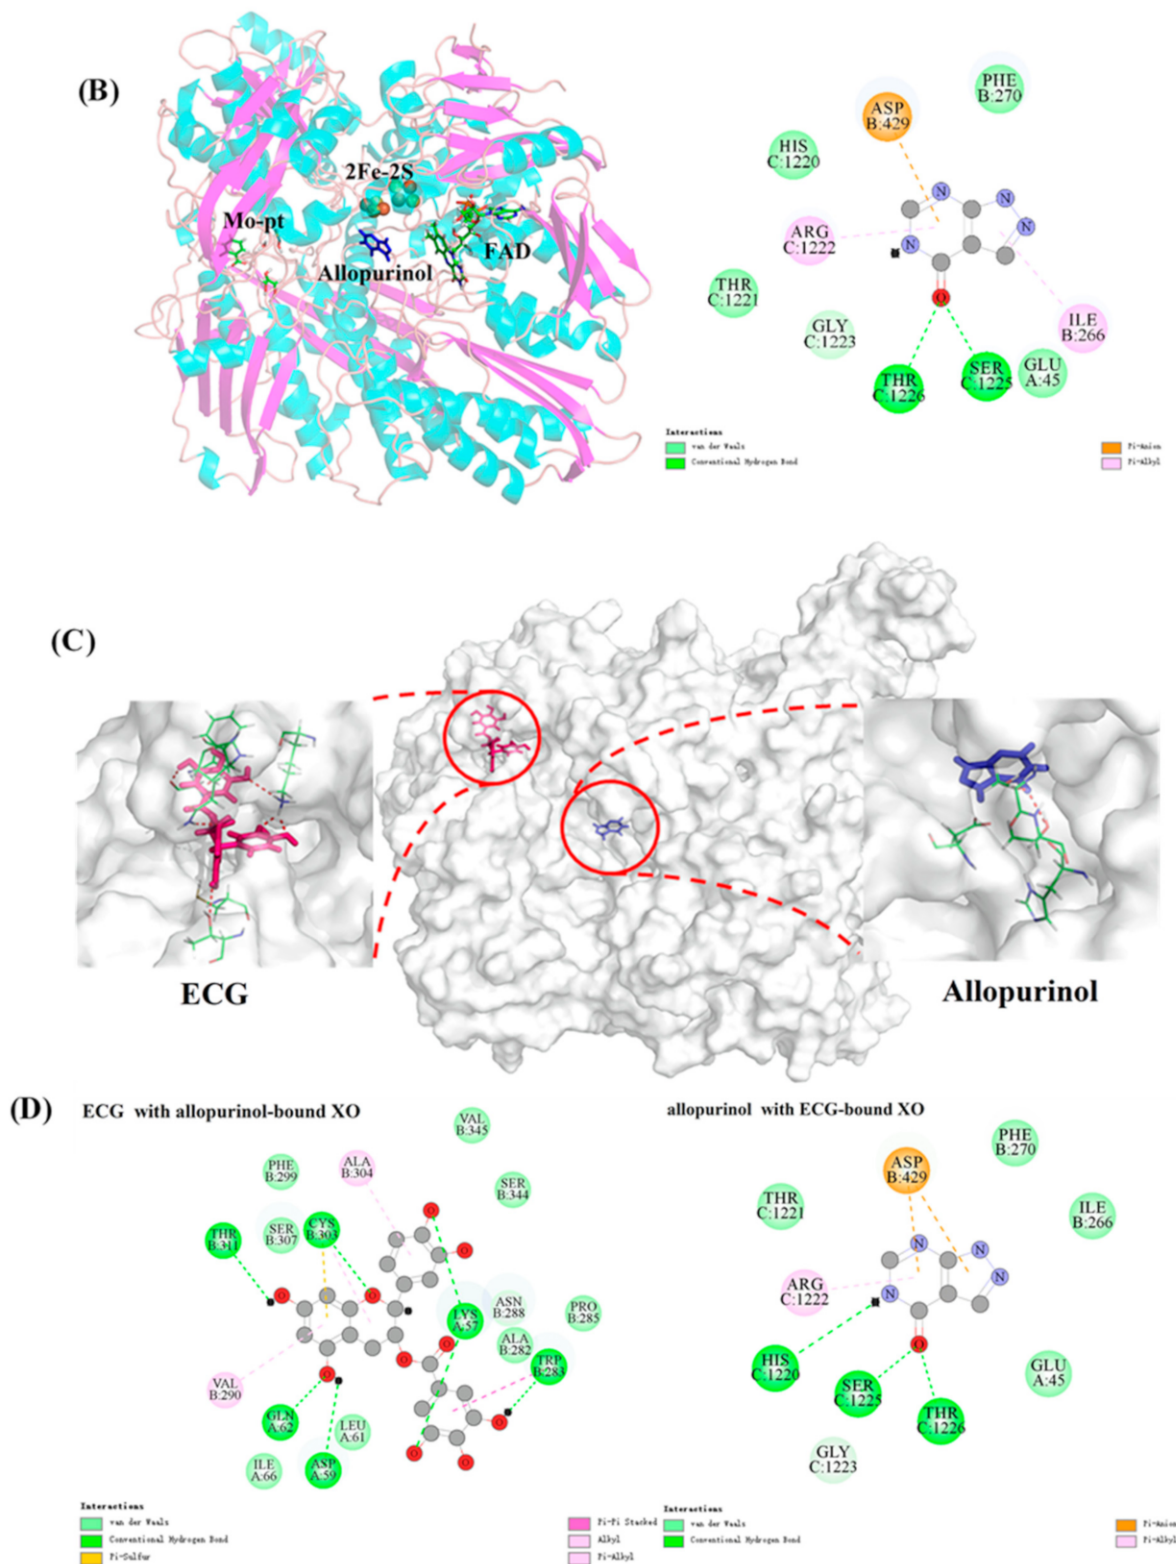 (B)
2Fe-2S
Mo-pt
FAD
Allopurinol
PHE
B:270
ASP
B:429
HIS
C:1220
N
N
N
N
ARG
C:1222
H
THR
C:1221
O
GLY
C:1223
ILE
B:266
THR
C:1226
SER
C:1225
GLU
A:45
Interactions
van der Waals
Conventional Hydrogen Bond
Pi-Anion
Pi-Alkyl
(C)
ECG
Allopurinol
(D)
ECG with allopurinol-bound XO
VAL
B:345
PHE
B:299
ALA
B:304
SER
B:344
THR
B:311
SER
B:307
CYS
B:303
O
O
O
O
LYS
A:57
ASN
B:288
PRO
B:285
ALA
B:282
TRP
B:283
O
O
O
VAL
B:290
GLN
A:62
LEU
A:61
ILE
A:66
ASP
A:59
O
O
O
Interactions
van der Waals
Conventional Hydrogen Bond
Pi-Sulfur
Pi-Pi Stacked
Alkyl
Pi-Alkyl
allopurinol with ECG-bound XO
PHE
B:270
ASP
B:429
THR
C:1221
ILE
B:266
N
N
N
N
ARG
C:1222
H
O
HIS
C:1220
SER
C:1225
THR
C:1226
GLU
A:45
GLY
C:1223
Interactions
van der Waals
Conventional Hydrogen Bond
Pi-Anion
Pi-Alkyl